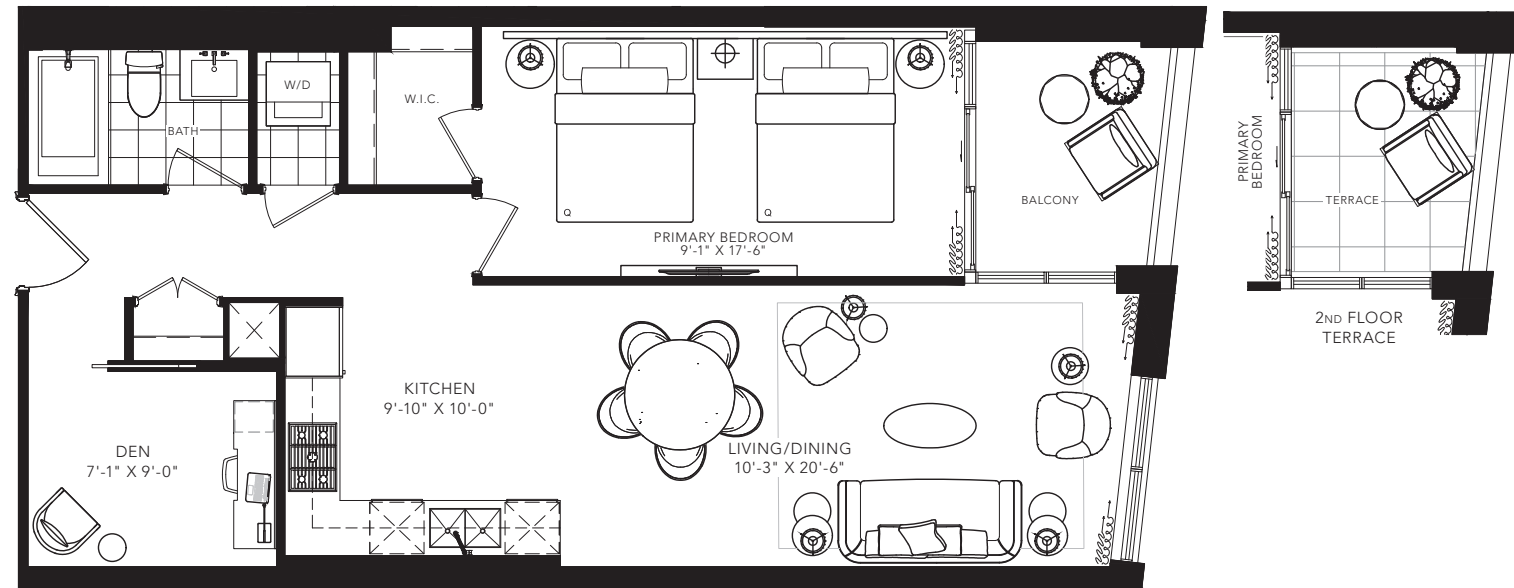 BATH
W/D
W.I.C.
PRIMARY BEDROOM
9'-1" X 17'-6"
Q
Q
BALCONY
PRIMARY
BEDROOM
TERRACE
2ND FLOOR
TERRACE
KITCHEN
9'-10" X 10'-0"
DEN
7'-1" X 9'-0"
LIVING/DINING
10'-3" X 20'-6"